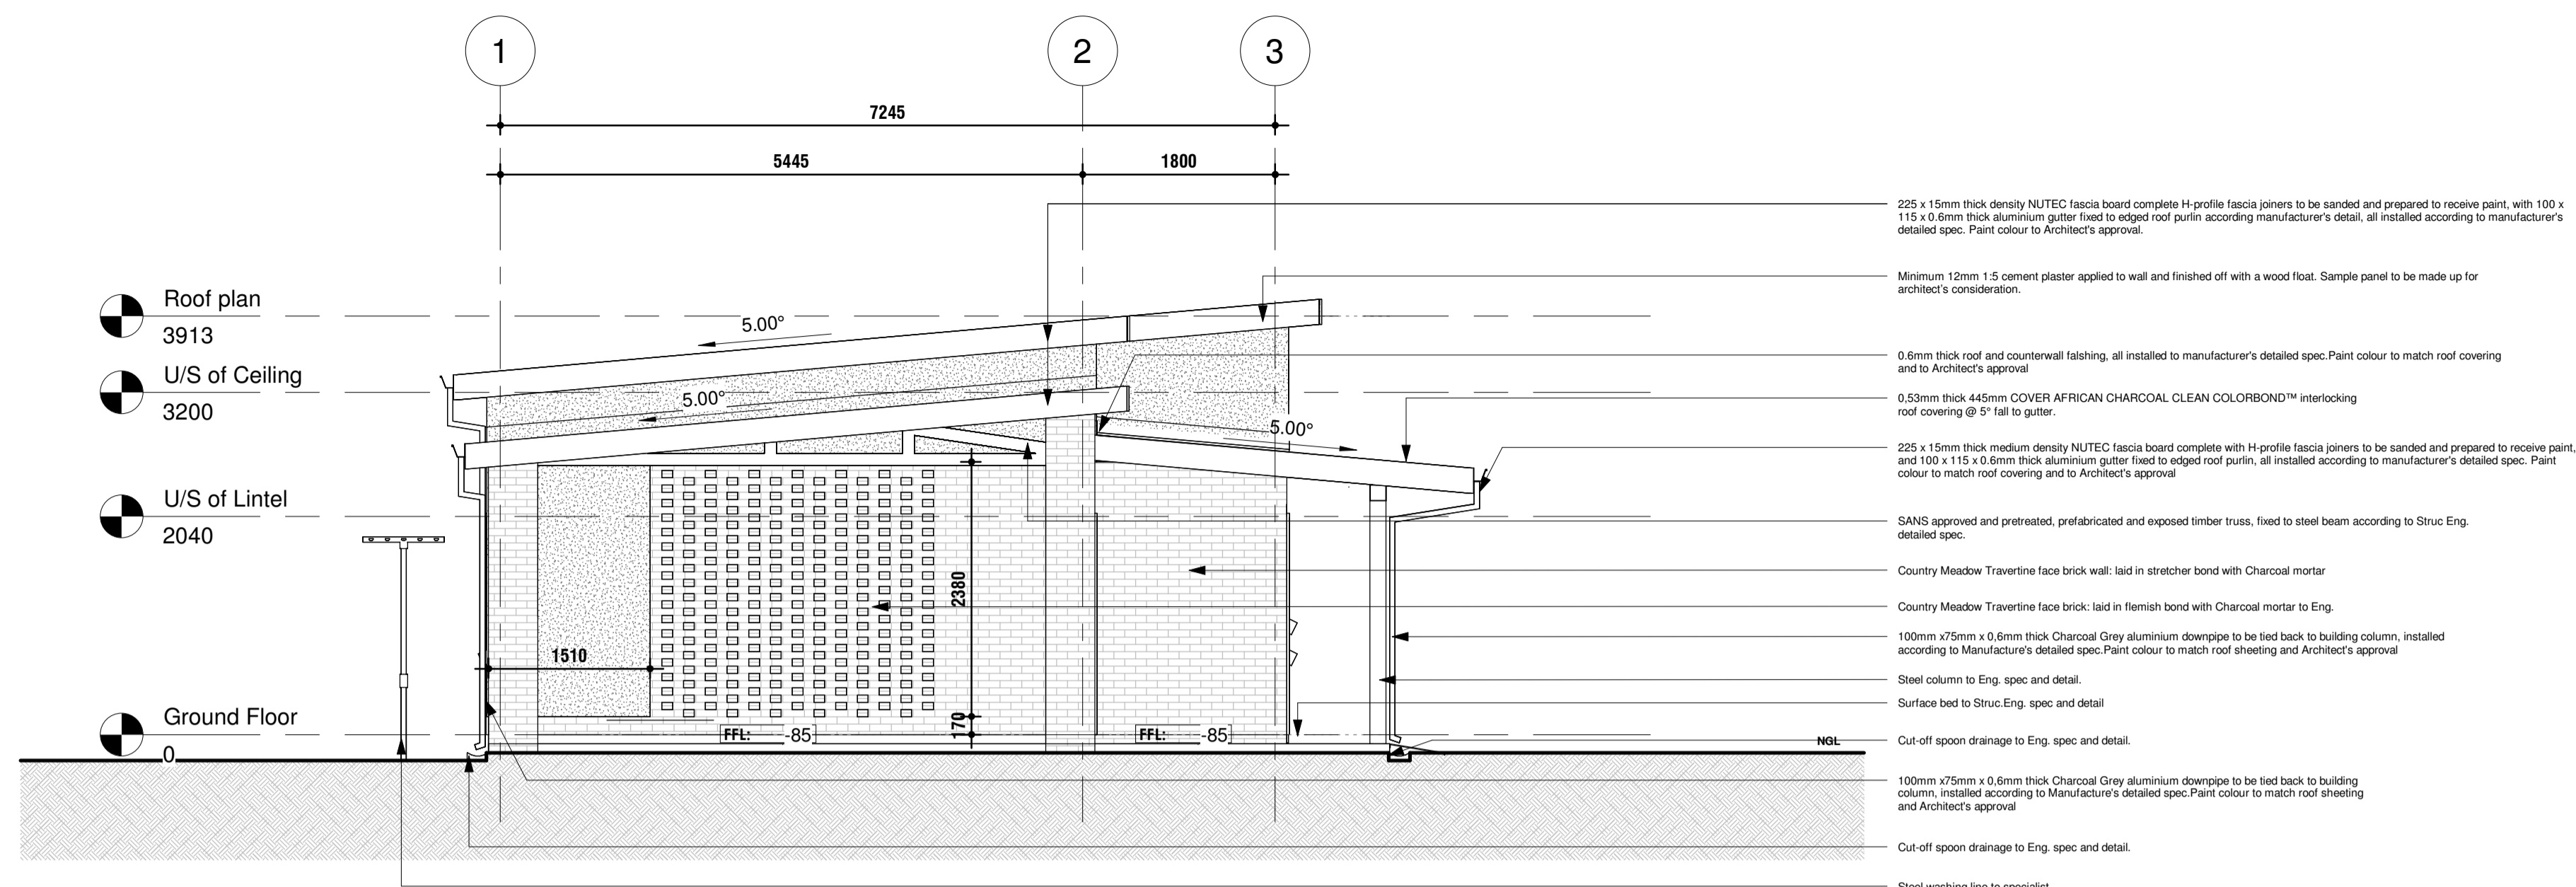 1
2
3
7245
5445
1800
225 x 15mm thick density NUTEC fascia board complete H-profile fascia joiners to be sanded and prepared to receive paint, with 100 x
115 x 0.6mm thick aluminium gutter fixed to edged roof purlin according manufacturer's detail, all installed according to manufacturer's
detailed spec. Paint colour to Architect's approval.
Minimum 12mm 1:5 cement plaster applied to wall and finished off with a wood float. Sample panel to be made up for
architect's consideration.
Roof plan
3913
5.00°
U/S of Ceiling
3200
5.00°
5.00°
0.6mm thick roof and counterwall falshing, all installed to manufacturer's detailed spec.Paint colour to match roof covering
and to Architect's approval
0,53mm thick 445mm COVER AFRICAN CHARCOAL CLEAN COLORBOND™ interlocking
roof covering @ 5° fall to gutter.
225 x 15mm thick medium density NUTEC fascia board complete with H-profile fascia joiners to be sanded and prepared to receive paint,
and 100 x 115 x 0.6mm thick aluminium gutter fixed to edged roof purlin, all installed according to manufacturer's detailed spec. Paint
colour to match roof covering and to Architect's approval
U/S of Lintel
2040
SANS approved and pretreated, prefabricated and exposed timber truss, fixed to steel beam according to Struc Eng.
detailed spec.
Country Meadow Travertine face brick wall: laid in stretcher bond with Charcoal mortar
2380
Country Meadow Travertine face brick: laid in flemish bond with Charcoal mortar to Eng.
1510
100mm x75mm x 0,6mm thick Charcoal Grey aluminium downpipe to be tied back to building column, installed
according to Manufacture's detailed spec.Paint colour to match roof sheeting and Architect's approval
Steel column to Eng. spec and detail.
Surface bed to Struc.Eng. spec and detail
Ground Floor
0
170
FFL: -85
FFL: -85
NGL
Cut-off spoon drainage to Eng. spec and detail.
100mm x75mm x 0,6mm thick Charcoal Grey aluminium downpipe to be tied back to building
column, installed according to Manufacture's detailed spec.Paint colour to match roof sheeting
and Architect's approval
Cut-off spoon drainage to Eng. spec and detail.
Steel washing line to specialist